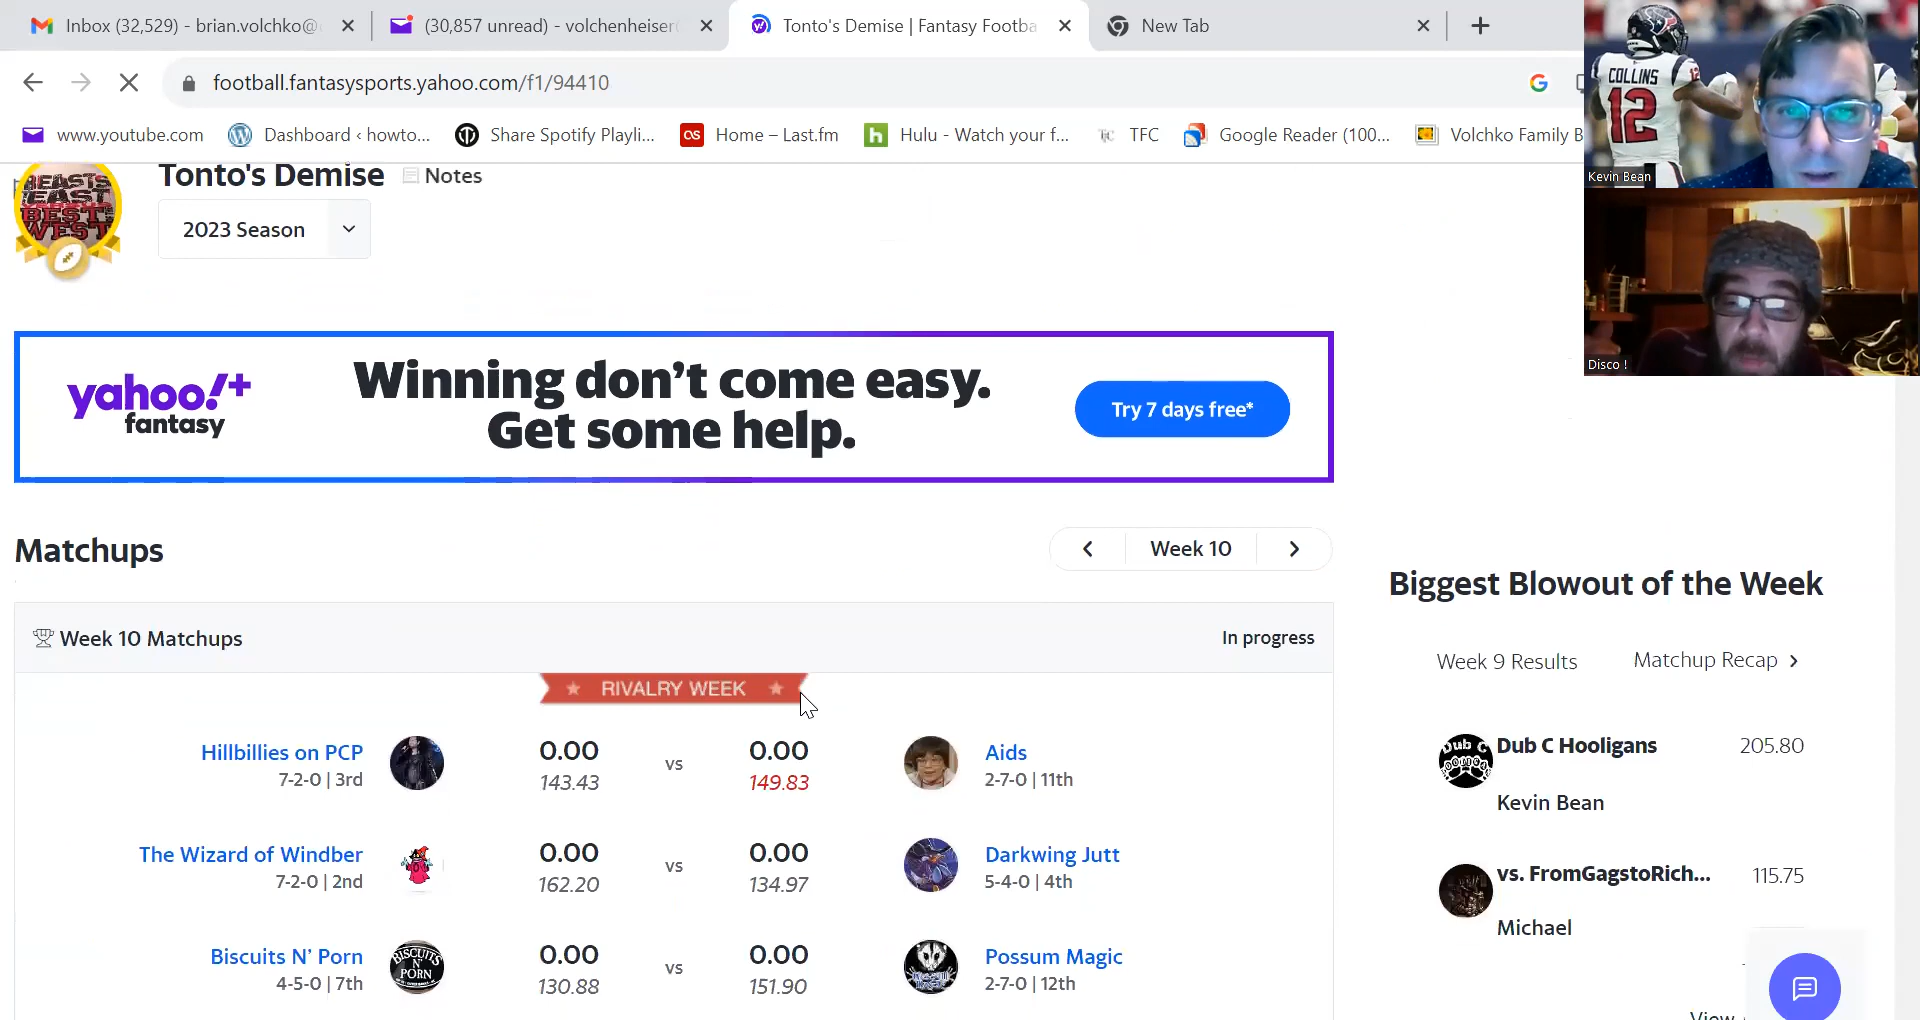 Inbox (32,529) - brian.volchko@
(30,857 unread) - volchenheiser
Tonto's Demise | Fantasy Footba
New Tab
football.fantasysports.yahoo.com/f1/94410
www.youtube.com
Dashboard ‹ howto...
Share Spotify Playli...
Home – Last.fm
Hulu - Watch your f...
TFC
Google Reader (100...
Volchko Family B
COLLINS
12
Kevin Bean
Disco !
BEASTS
EAST
BEST
WEST
Tonto's Demise
Notes
2023 Season
yahoo!+
fantasy
Winning don't come easy.
Get some help.
Try 7 days free*
Matchups
Week 10
Week 10 Matchups
In progress
RIVALRY WEEK
Hillbillies on PCP
7-2-0 | 3rd
0.00
143.43
vs
0.00
149.83
Aids
2-7-0 | 11th
The Wizard of Windber
7-2-0 | 2nd
0.00
162.20
vs
0.00
134.97
Darkwing Jutt
5-4-0 | 4th
Biscuits N' Porn
4-5-0 | 7th
BISCUITS
N'
PORN
0.00
130.88
vs
0.00
151.90
Possum Magic
2-7-0 | 12th
Biggest Blowout of the Week
Week 9 Results
Matchup Recap
Dub C
Dub C Hooligans
205.80
Kevin Bean
vs. FromGagstoRich...
115.75
Michael
View